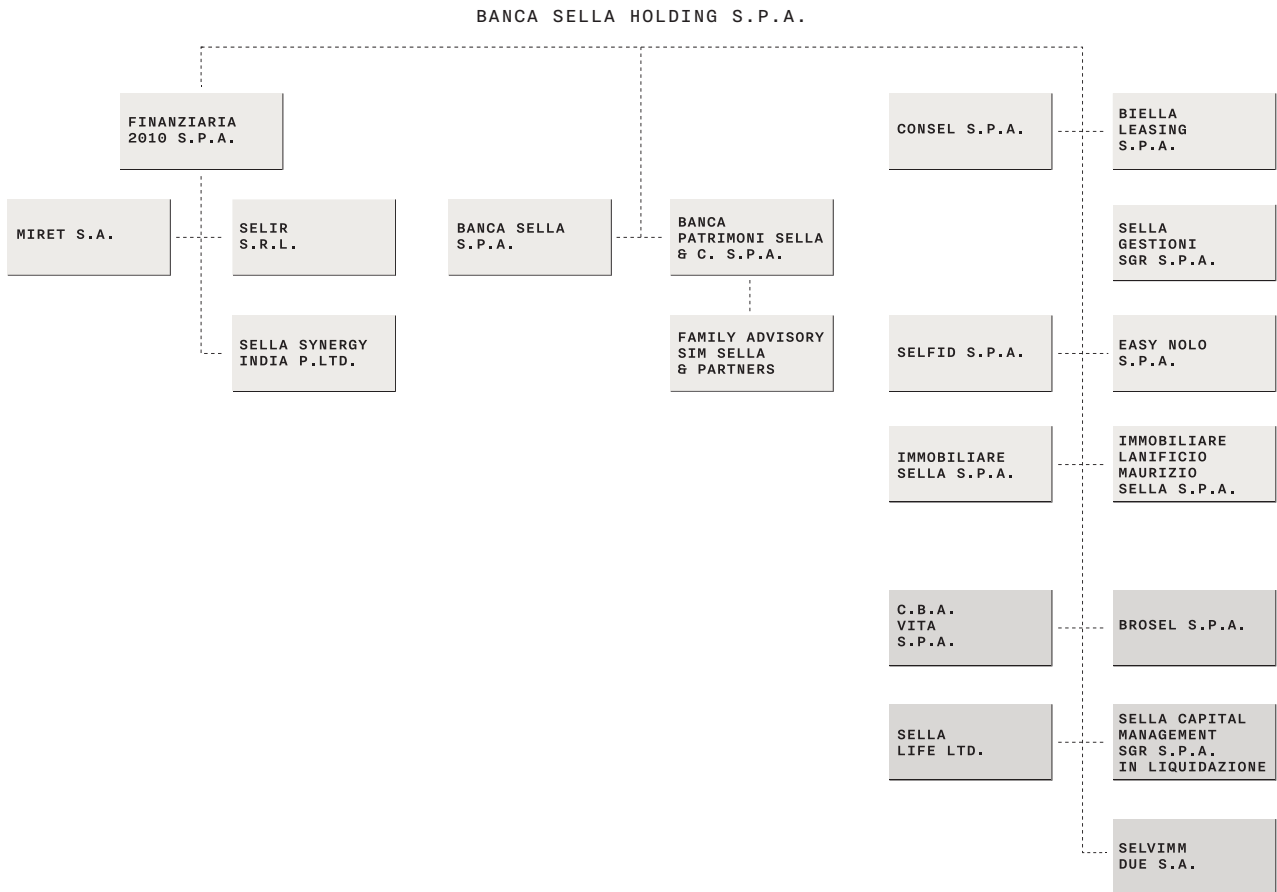 BANCA SELLA HOLDING S.P.A.
FINANZIARIA
2010 S.P.A.
CONSEL S.P.A.
BIELLA
LEASING
S.P.A.
MIRET S.A.
SELIR
S.R.L.
BANCA SELLA
S.P.A.
BANCA
PATRIMONI SELLA
& C. S.P.A.
SELLA
GESTIONI
SGR S.P.A.
SELLA SYNERGY
INDIA P.LTD.
FAMILY ADVISORY
SIM SELLA
& PARTNERS
SELFID S.P.A.
EASY NOLO
S.P.A.
IMMOBILIARE
SELLA S.P.A.
IMMOBILIARE
LANIFICIO
MAURIZIO
SELLA S.P.A.
C.B.A.
VITA
S.P.A.
BROSEL S.P.A.
SELLA
LIFE LTD.
SELLA CAPITAL
MANAGEMENT
SGR S.P.A.
IN LIQUIDAZIONE
SELVIMM
DUE S.A.